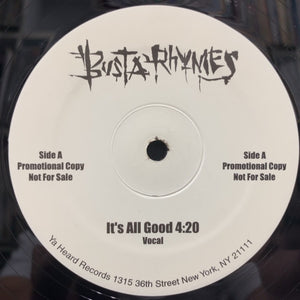 BUSTA RHYMES
Side A
Promotional Copy
Not For Sale
Side A
Promotional Copy
Not For Sale
It's All Good 4:20
Vocal
Ya Heard Records 1315 36th Street New York, NY 21111